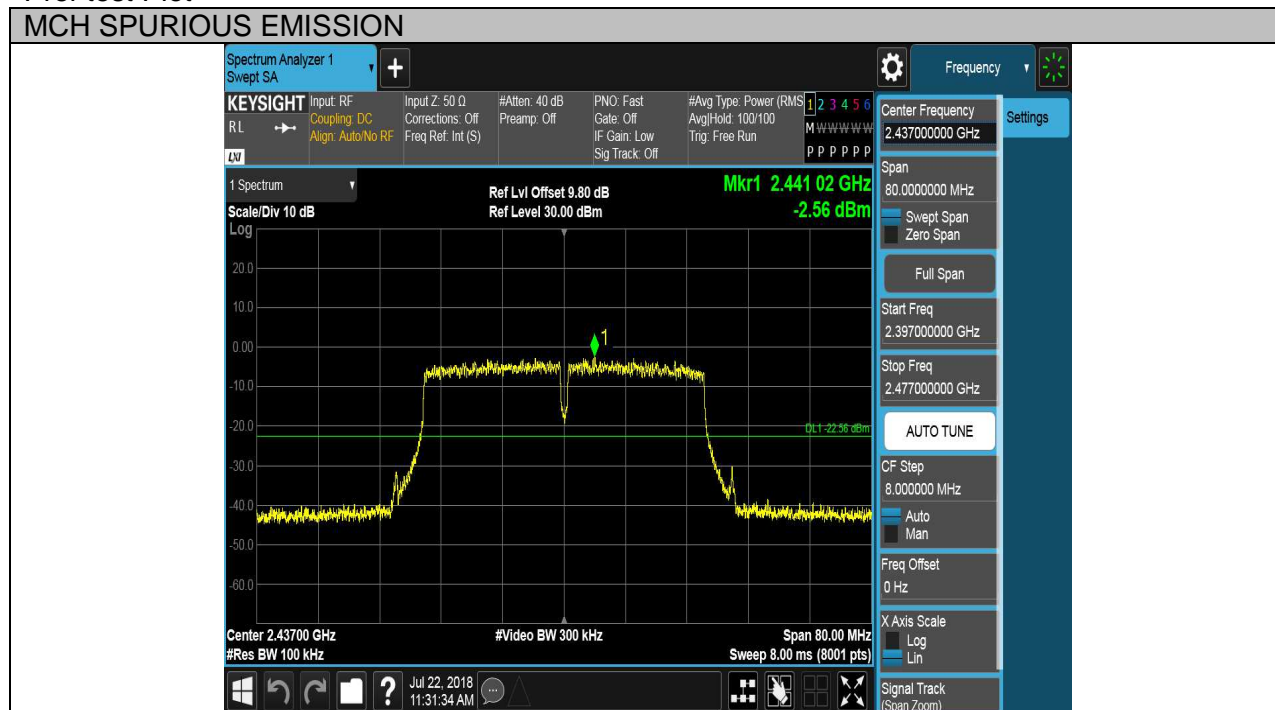 MCH SPURIOUS EMISSION
Spectrum Analyzer 1
Swept SA
+
Frequency
KEYSIGHT
RL
LXI
Input: RF
Coupling: DC
Align: Auto/No RF
Input Z: 50 Ω
Corrections: Off
Freq Ref: Int (S)
#Atten: 40 dB
Preamp: Off
PNO: Fast
Gate: Off
IF Gain: Low
Sig Track: Off
#Avg Type: Power (RMS
Avg|Hold: 100/100
Trig: Free Run
1 2 3 4 5 6
M W W W W W
P P P P P P
Center Frequency
2.437000000 GHz
Settings
Span
80.0000000 MHz
Swept Span
Zero Span
Full Span
Start Freq
2.397000000 GHz
Stop Freq
2.477000000 GHz
AUTO TUNE
CF Step
8.000000 MHz
Auto
Man
Freq Offset
0 Hz
X Axis Scale
Log
Lin
Signal Track
(Span Zoom)
1 Spectrum
Scale/Div 10 dB
Log
Ref Lvl Offset 9.80 dB
Ref Level 30.00 dBm
Mkr1 2.441 02 GHz
-2.56 dBm
20.0
10.0
0.00
-10.0
-20.0
-30.0
-40.0
-50.0
-60.0
1
DL1 -22.56 dBm
Center 2.43700 GHz
#Res BW 100 kHz
#Video BW 300 kHz
Span 80.00 MHz
Sweep 8.00 ms (8001 pts)
?
Jul 22, 2018
11:31:34 AM